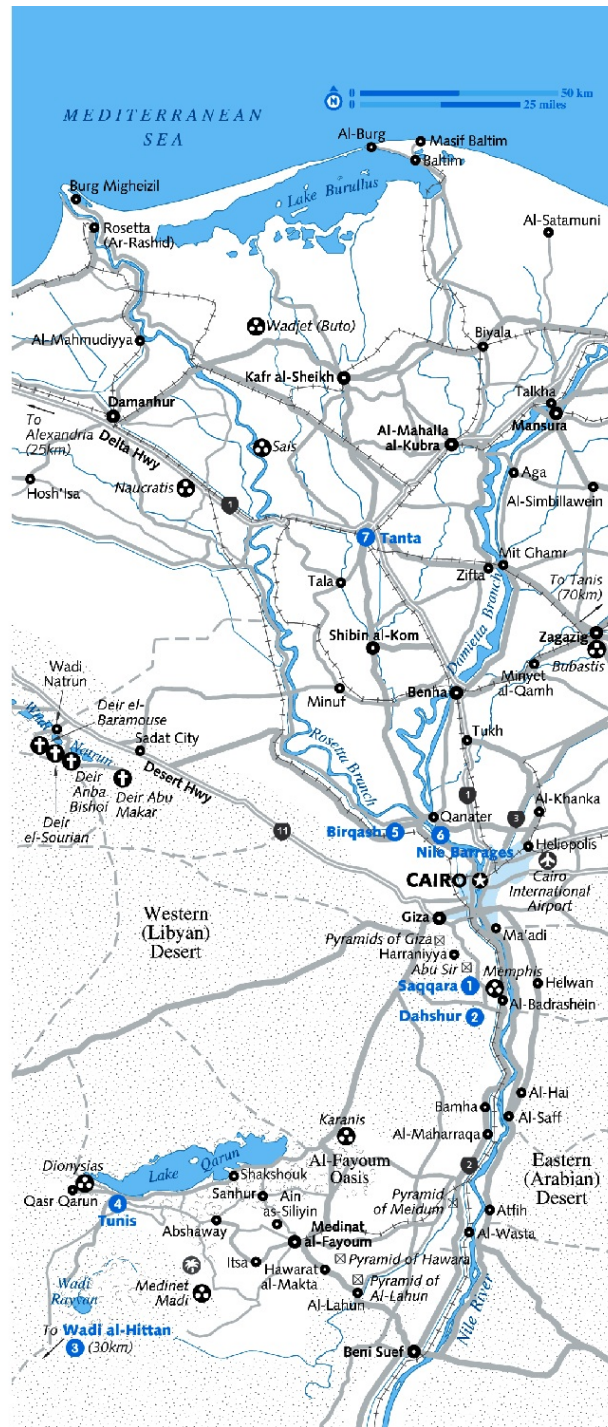 0
50 km
N
0
25 miles
MEDITERRANEAN
SEA
Al-Burg
Masif Baltim
Baltim
Lake Burullus
Burg Migheizil
Rosetta
(Ar-Rashid)
Al-Satamuni
Wadjet (Buto)
Al-Mahmudiyya
Biyala
Kafr al-Sheikh
Damanhur
Talkha
Mansura
To
Alexandria
(25km)
Delta Hwy
Al-Mahalla
al-Kubra
Sais
Aga
Hosh'Isa
Naucratis
1
Al-Simbillawein
7 Tanta
Mit Ghamr
Tala
Zifta
To Tanis
(70km)
Damietta Branch
Shibin al-Kom
Zagazig
Bubastis
Minyet
al-Qamh
Wadi
Natrun
Deir el-
Baramouse
Minuf
Benha
Wadi Natrun
Sadat City
Tukh
Desert Hwy
Rosetta
Branch
Deir
Anba
Bishoi
Deir Abu
Makar
Deir
el-Sourian
1
Al-Khanka
Qanater
3
11
Birqash 5
6
Nile Barrages
Heliopolis
CAIRO
Cairo
International
Airport
Western
(Libyan)
Desert
Giza
Ma'adi
Pyramids of Giza
Harraniyya
Abu Sir
Memphis
Saqqara 1
Helwan
Al-Badrashein
Dahshur 2
Al-Hai
Bamha
Al-Saff
Karanis
Al-Maharraqa
Al-Fayoum
Oasis
2
Eastern
(Arabian)
Desert
Dionysias
Lake Qarun
Shakshouk
Qasr Qarun
Sanhur
Ain
as-Siliyin
Pyramid
of
Meidum
4
Tunis
Atfih
Abshaway
Medinat
al-Fayoum
Al-Wasta
Itsa
Pyramid of Hawara
Hawarat
al-Makta
Medinet
Madi
Pyramid of
Al-Lahun
Wadi
Rayyan
Al-Lahun
To Wadi al-Hittan
3 (30km)
Beni Suef
Nile River